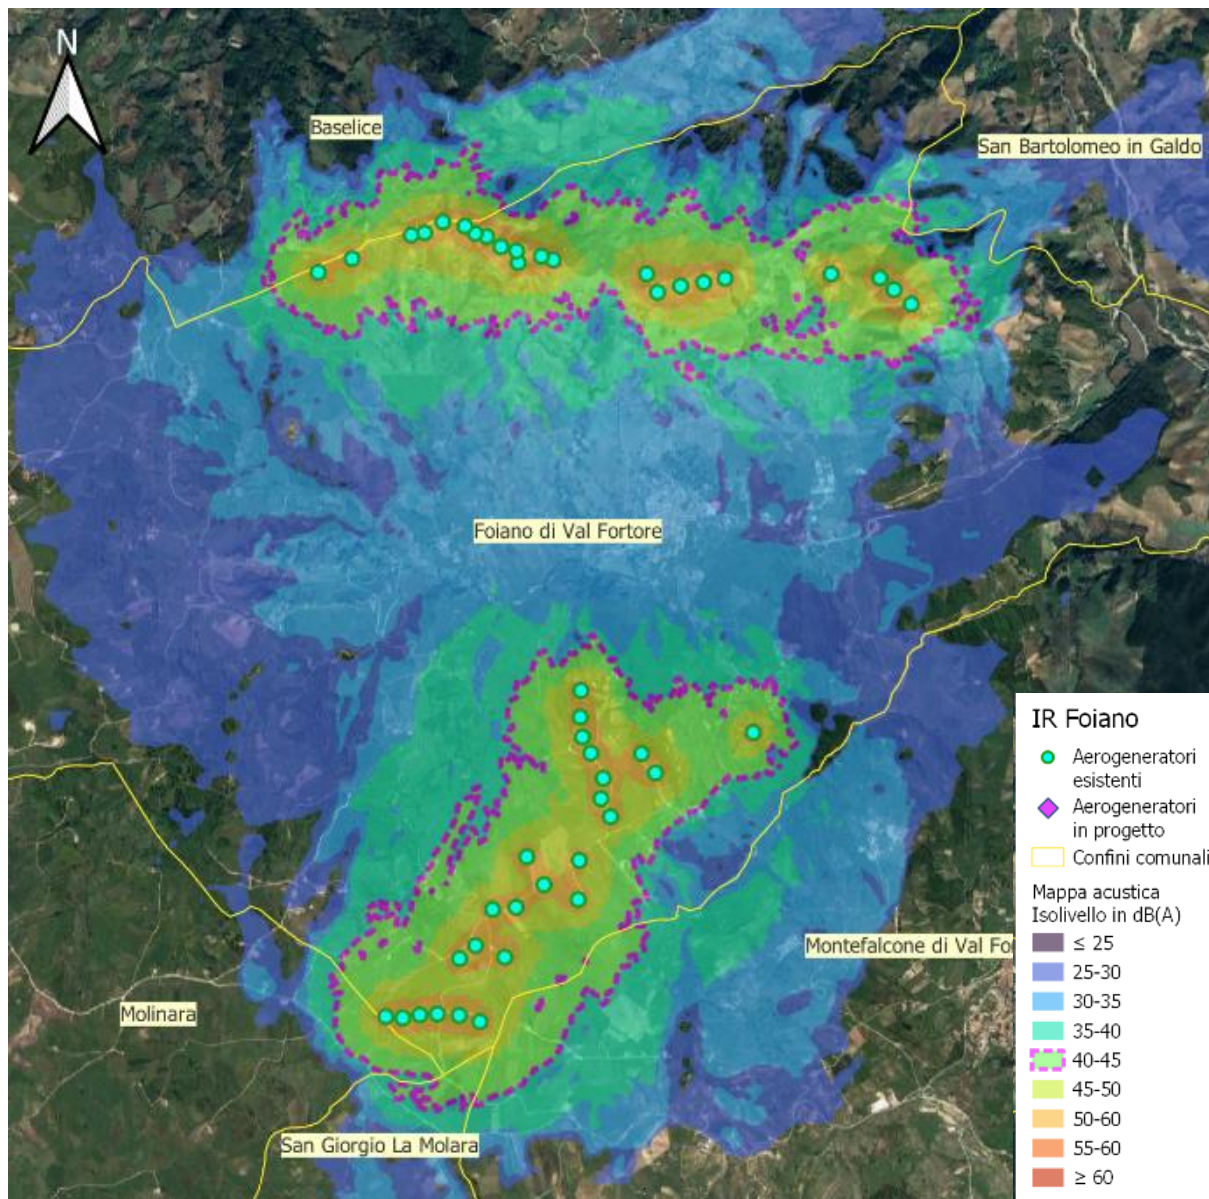 N
Baselice
San Bartolomeo in Galdo
Foiano di Val Fortore
Montefalcone di Val Fo
Molinara
San Giorgio La Molara
IR Foiano
Aerogeneratori
esistenti
Aerogeneratori
in progetto
Confini comunali
Mappa acustica
Isolivello in dB(A)
≤ 25
25-30
30-35
35-40
40-45
45-50
50-60
55-60
≥ 60